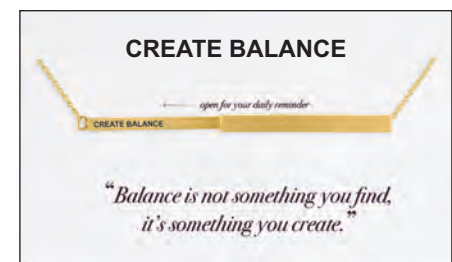 CREATE BALANCE
open for your daily reminder
CREATE BALANCE
“Balance is not something you find,
it’s something you create.”